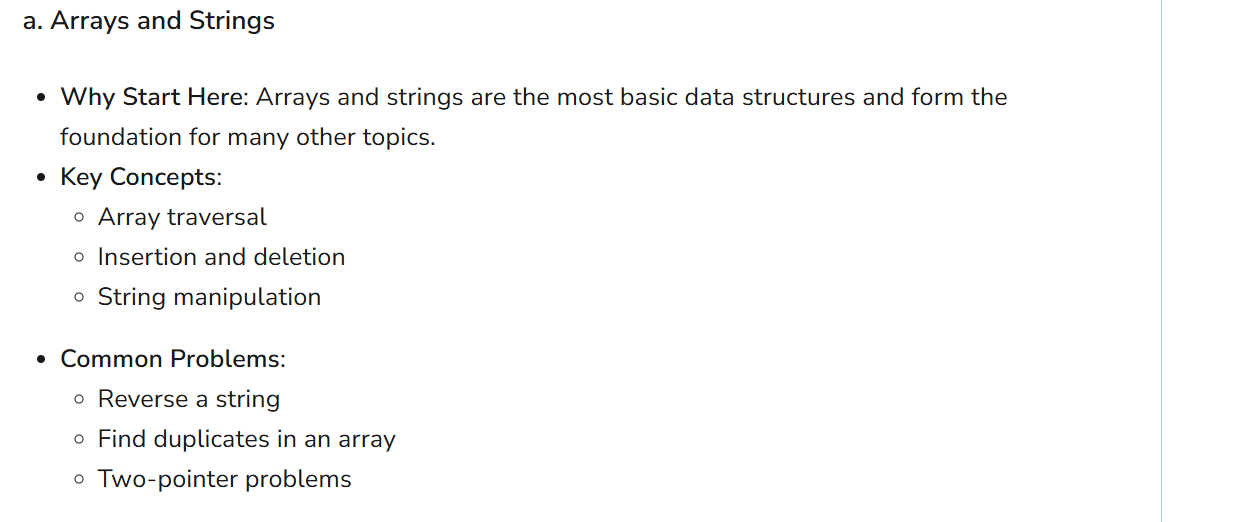 a. Arrays and Strings
• Why Start Here: Arrays and strings are the most basic data structures and form the
foundation for many other topics.
• Key Concepts:
◦ Array traversal
◦ Insertion and deletion
◦ String manipulation
• Common Problems:
◦ Reverse a string
◦ Find duplicates in an array
◦ Two-pointer problems